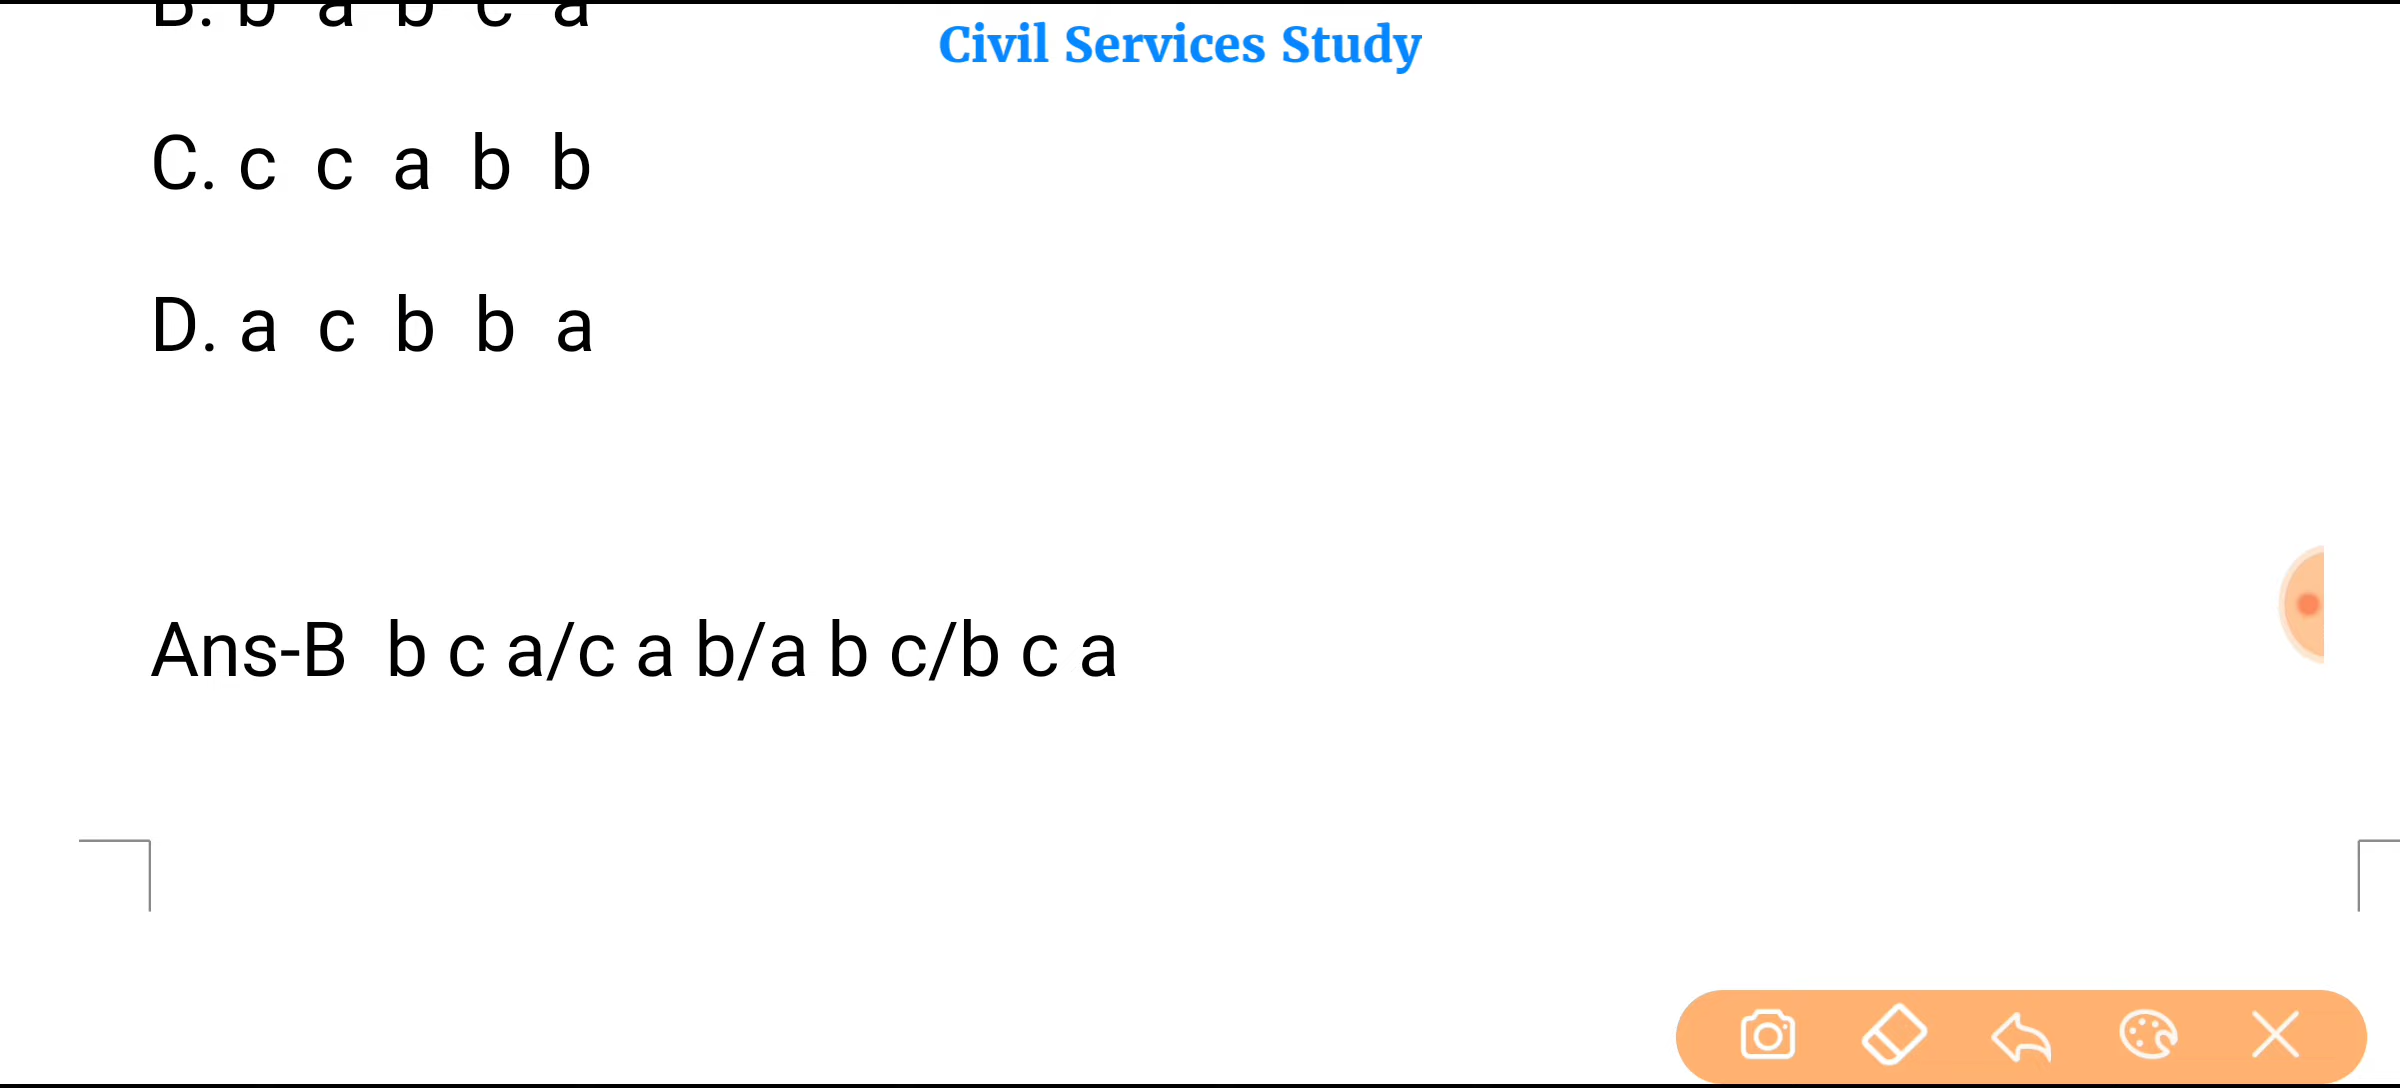 B. b a b c a
Civil Services Study
C. c c a b b
D. a c b b a
Ans-B b c a/c a b/a b c/b c a